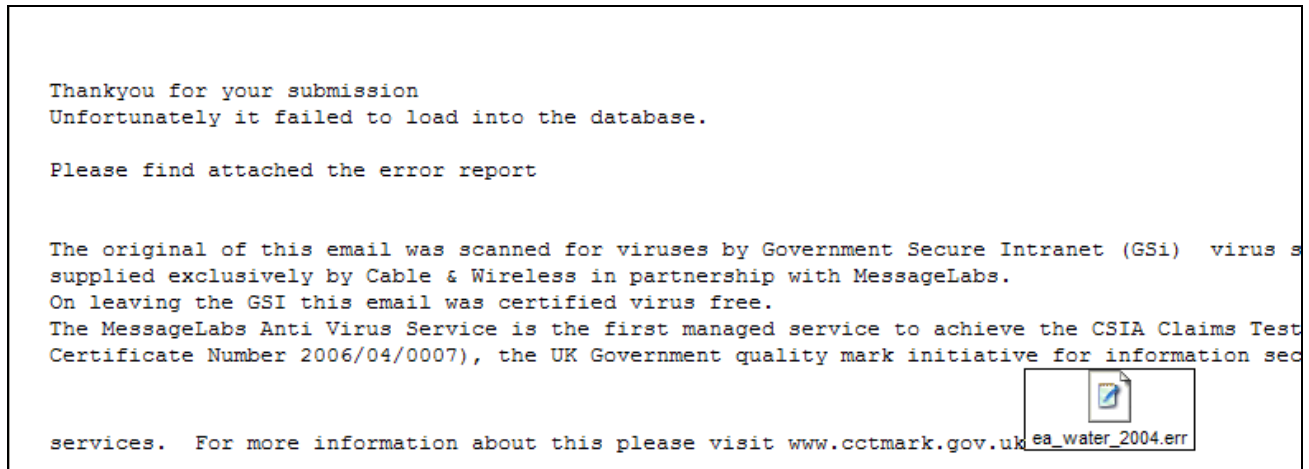 Thankyou for your submission
Unfortunately it failed to load into the database.
Please find attached the error report
The original of this email was scanned for viruses by Government Secure Intranet (GSi)  virus s
supplied exclusively by Cable & Wireless in partnership with MessageLabs.
On leaving the GSI this email was certified virus free.
The MessageLabs Anti Virus Service is the first managed service to achieve the CSIA Claims Test
Certificate Number 2006/04/0007), the UK Government quality mark initiative for information sec
services.  For more information about this please visit www.cctmark.gov.uk
ea_water_2004.err